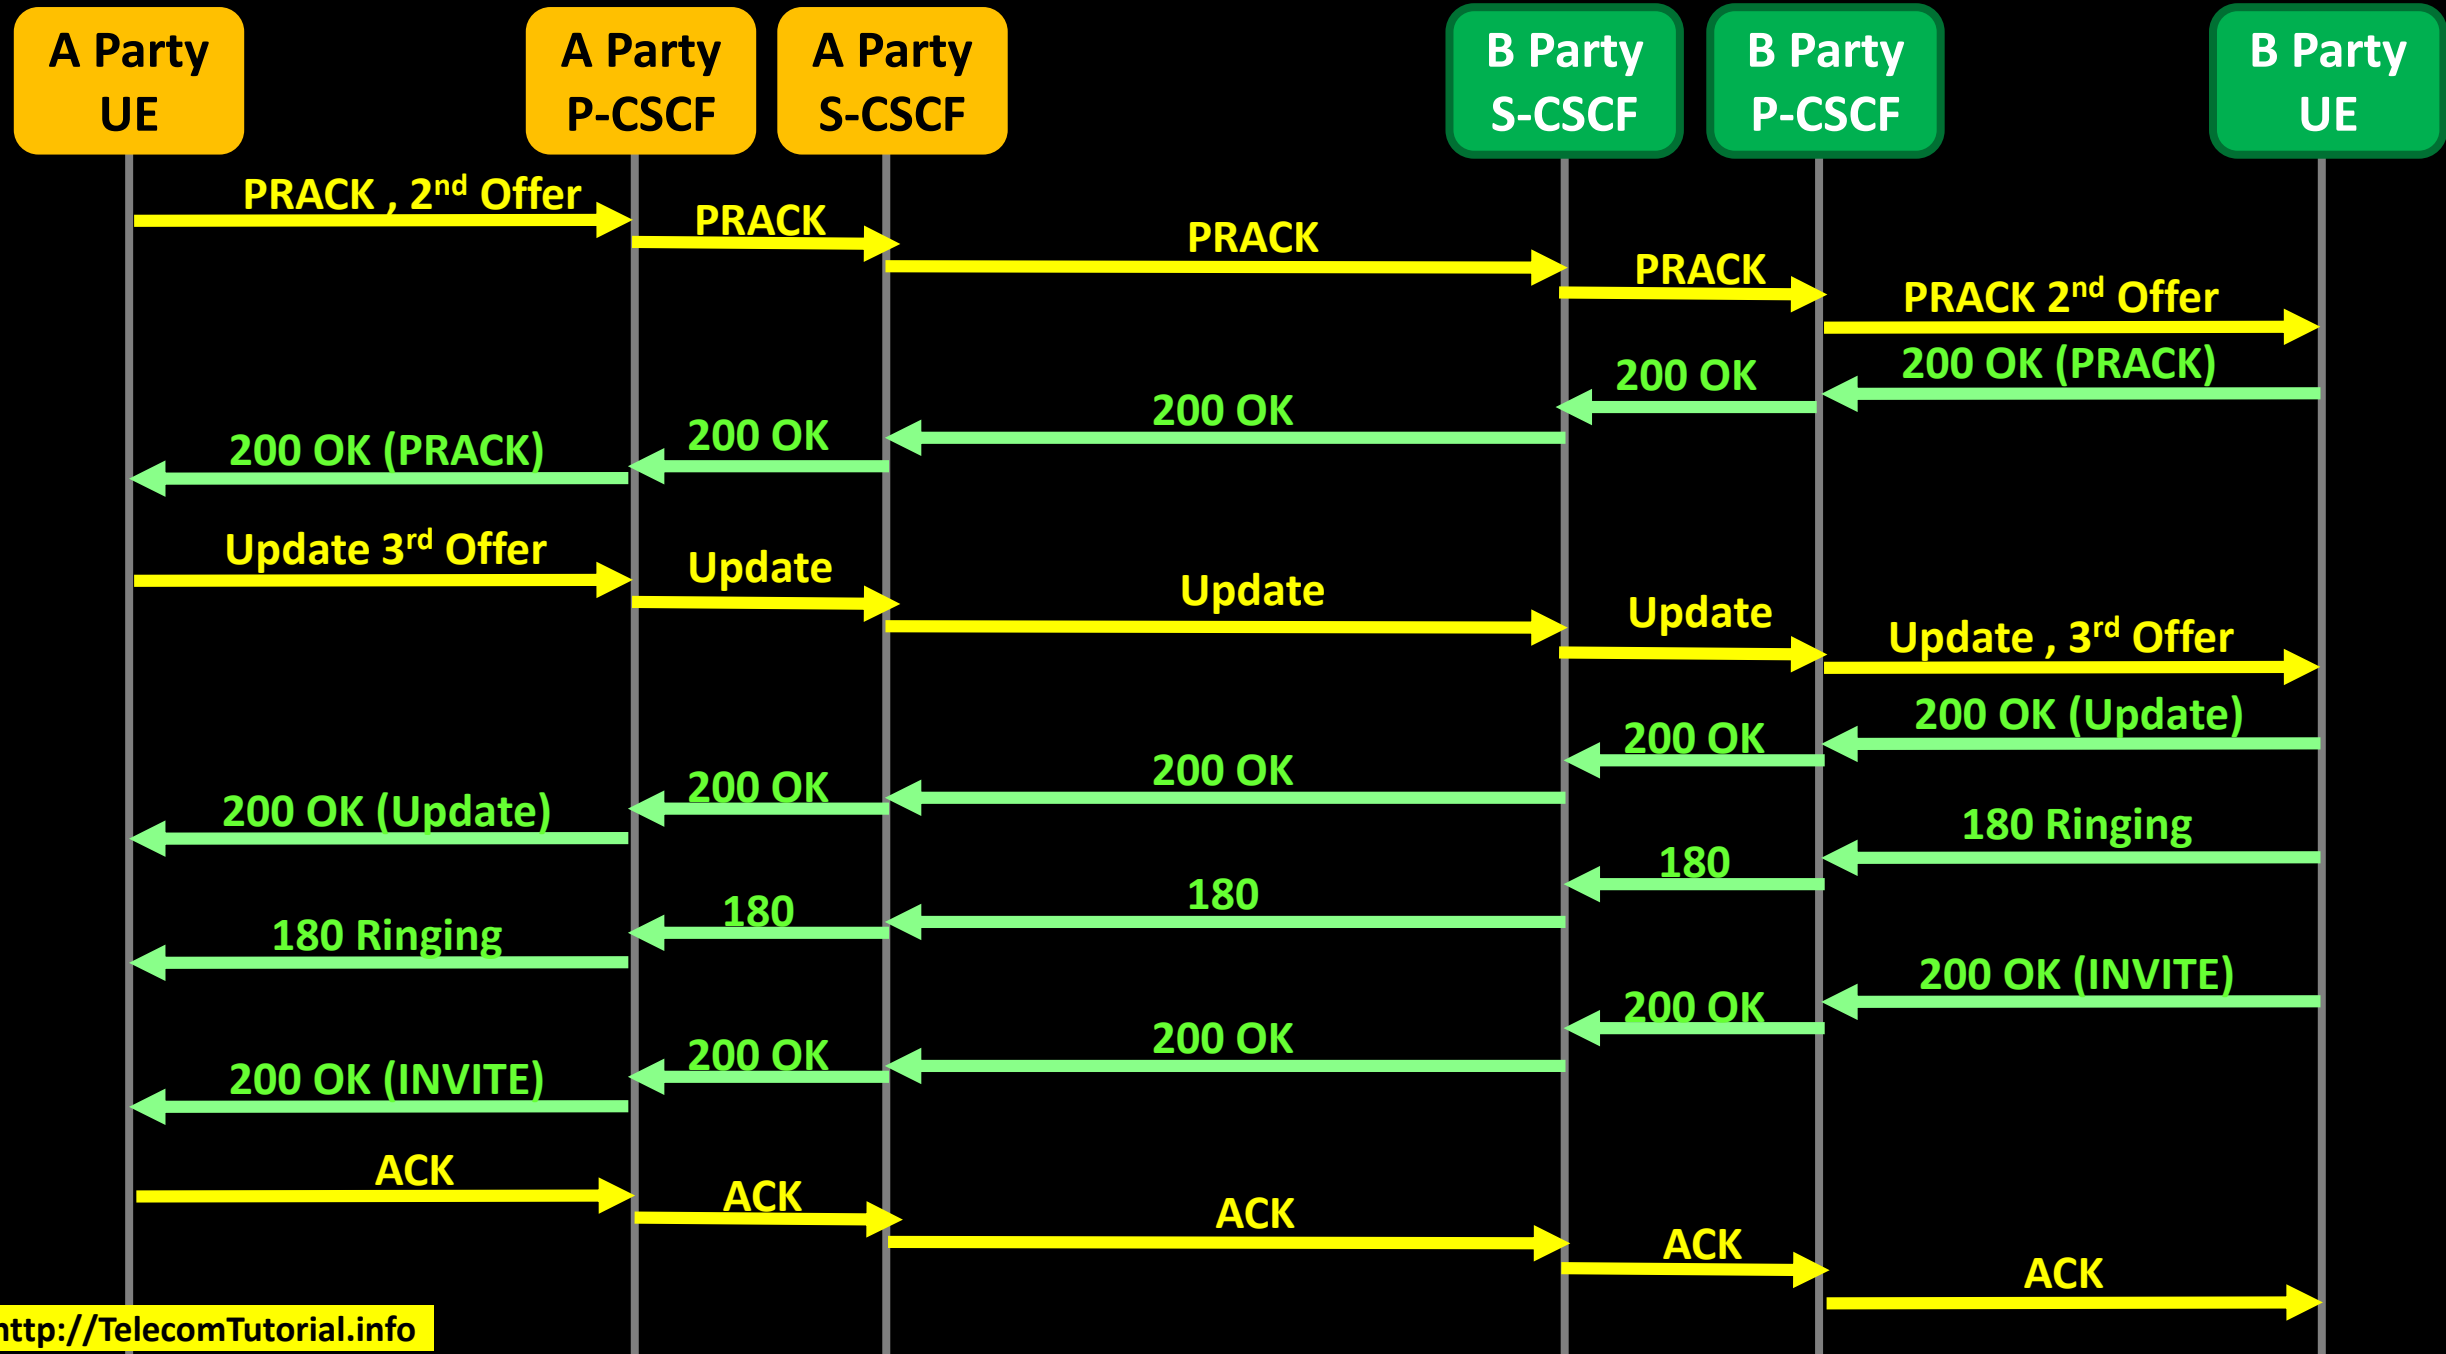 A Party
UE
A Party
P-CSCF
A Party
S-CSCF
B Party
S-CSCF
B Party
P-CSCF
B Party
UE
PRACK , 2nd Offer
PRACK
PRACK
PRACK
PRACK 2nd Offer
200 OK (PRACK)
200 OK
200 OK
200 OK
200 OK (PRACK)
Update 3rd Offer
Update
Update
Update
Update , 3rd Offer
200 OK (Update)
200 OK
200 OK
200 OK
200 OK (Update)
180 Ringing
180
180
180
180 Ringing
200 OK (INVITE)
200 OK
200 OK
200 OK
200 OK (INVITE)
ACK
ACK
ACK
ACK
ACK
http://TelecomTutorial.info